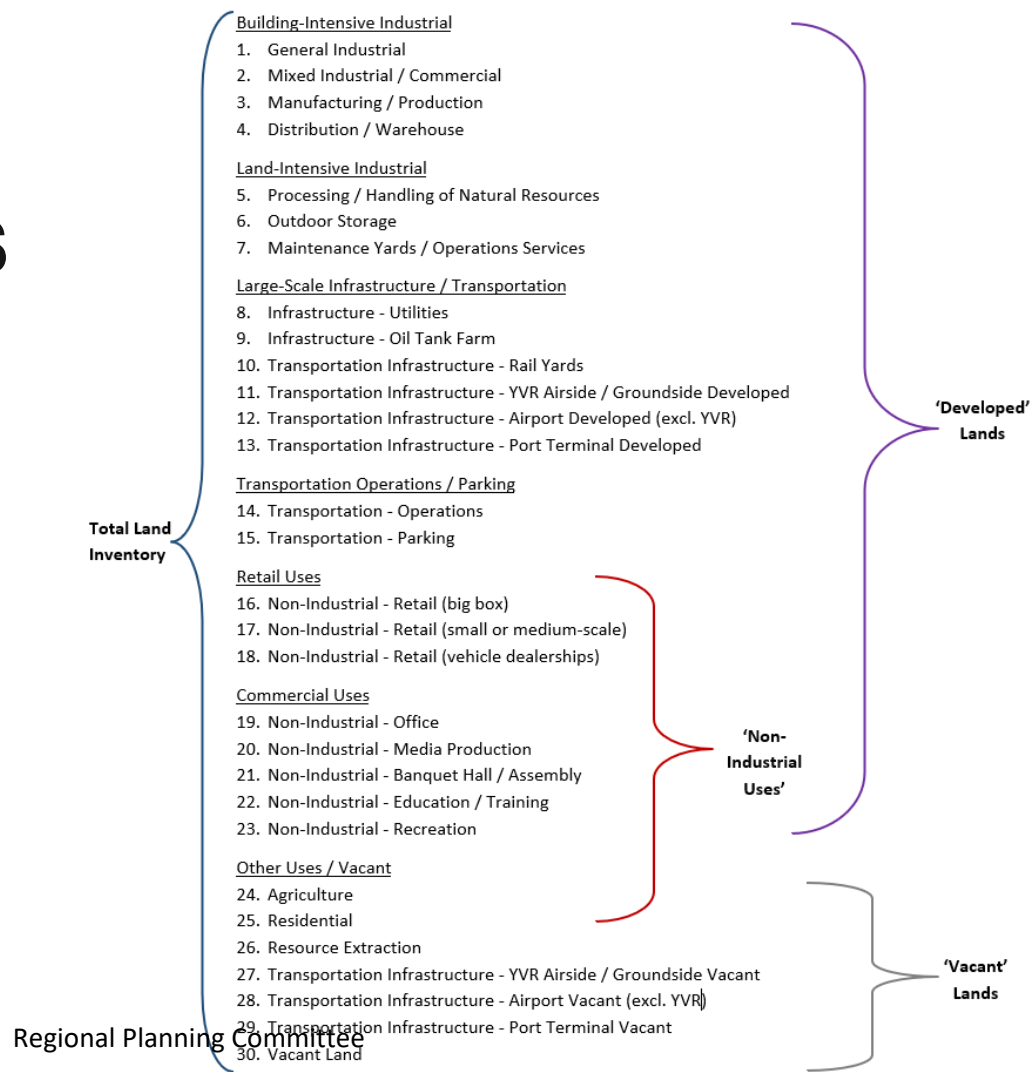 s
Building-Intensive Industrial
1. General Industrial
2. Mixed Industrial / Commercial
3. Manufacturing / Production
4. Distribution / Warehouse
Land-Intensive Industrial
5. Processing / Handling of Natural Resources
6. Outdoor Storage
7. Maintenance Yards / Operations Services
Large-Scale Infrastructure / Transportation
8. Infrastructure - Utilities
9. Infrastructure - Oil Tank Farm
10. Transportation Infrastructure - Rail Yards
11. Transportation Infrastructure - YVR Airside / Groundside Developed
12. Transportation Infrastructure - Airport Developed (excl. YVR)
13. Transportation Infrastructure - Port Terminal Developed
Transportation Operations / Parking
14. Transportation - Operations
15. Transportation - Parking
Retail Uses
16. Non-Industrial - Retail (big box)
17. Non-Industrial - Retail (small or medium-scale)
18. Non-Industrial - Retail (vehicle dealerships)
Commercial Uses
19. Non-Industrial - Office
20. Non-Industrial - Media Production
21. Non-Industrial - Banquet Hall / Assembly
22. Non-Industrial - Education / Training
23. Non-Industrial - Recreation
Other Uses / Vacant
24. Agriculture
25. Residential
26. Resource Extraction
27. Transportation Infrastructure - YVR Airside / Groundside Vacant
28. Transportation Infrastructure - Airport Vacant (excl. YVR)
29. Transportation Infrastructure - Port Terminal Vacant
30. Vacant Land
Total Land
Inventory
‘Non-
Industrial
Uses’
‘Developed’
Lands
‘Vacant’
Lands
Regional Planning Committee